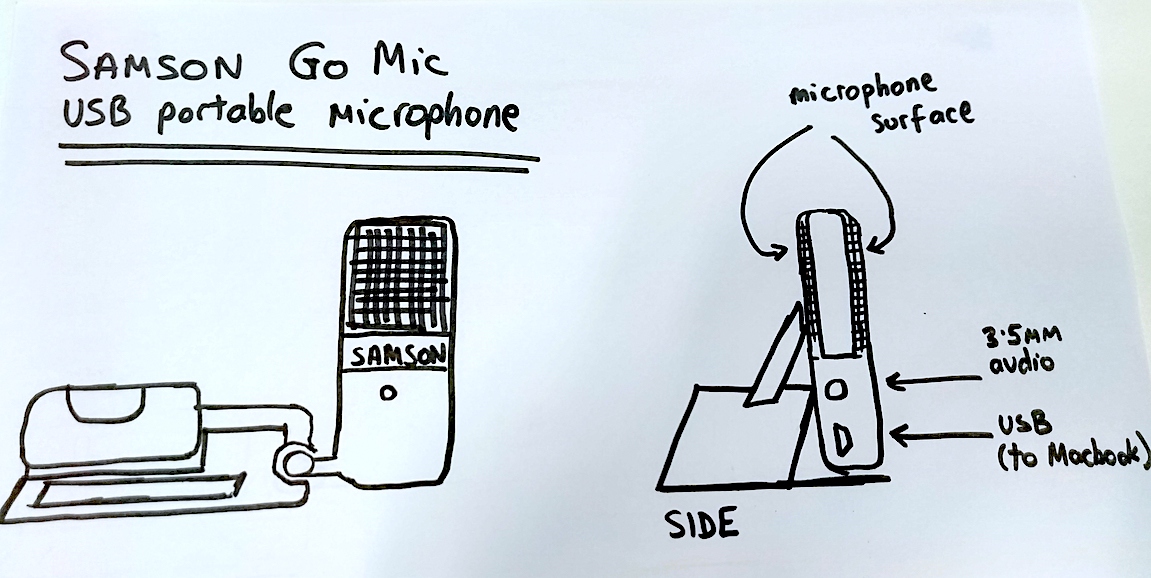 SAMSON Go Mic
USB portable Microphone
microphone
surface
SAMSON
3.5MM
audio
USB
(to Macbook)
SIDE